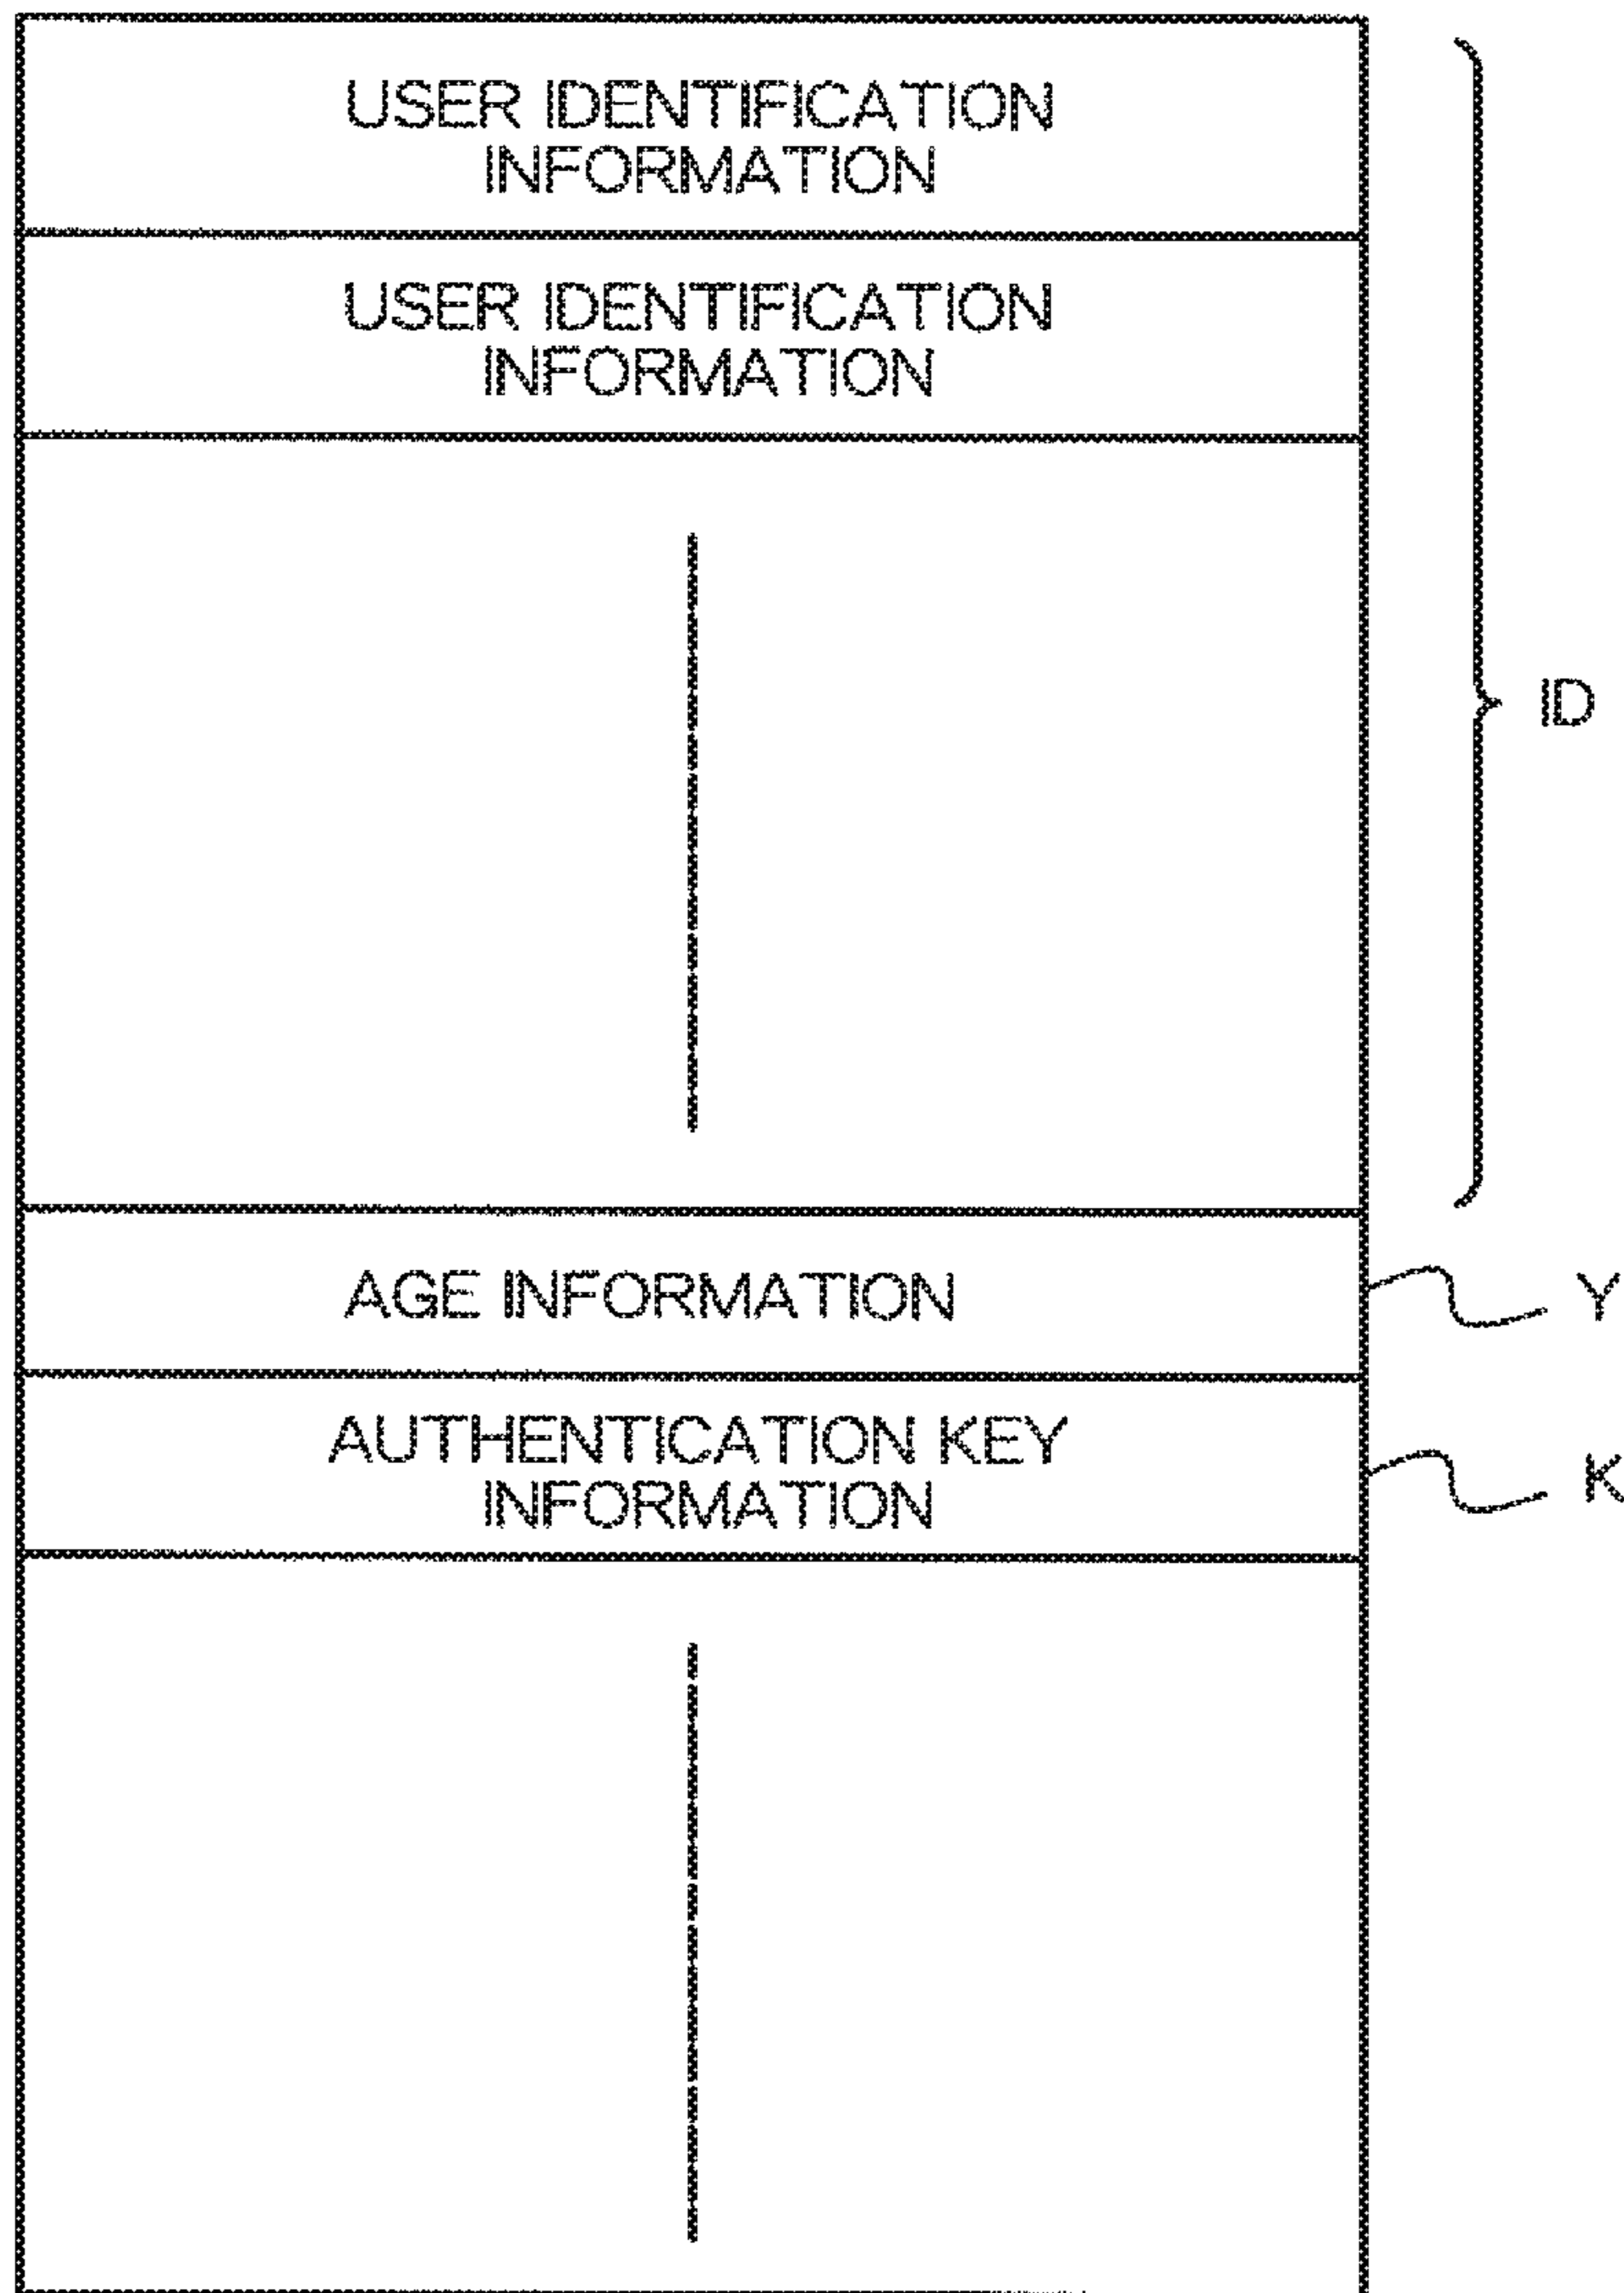 USER IDENTIFICATION
INFORMATION
USER IDENTIFICATION
INFORMATION
ID
AGE INFORMATION
Y
AUTHENTICATION KEY
INFORMATION
K